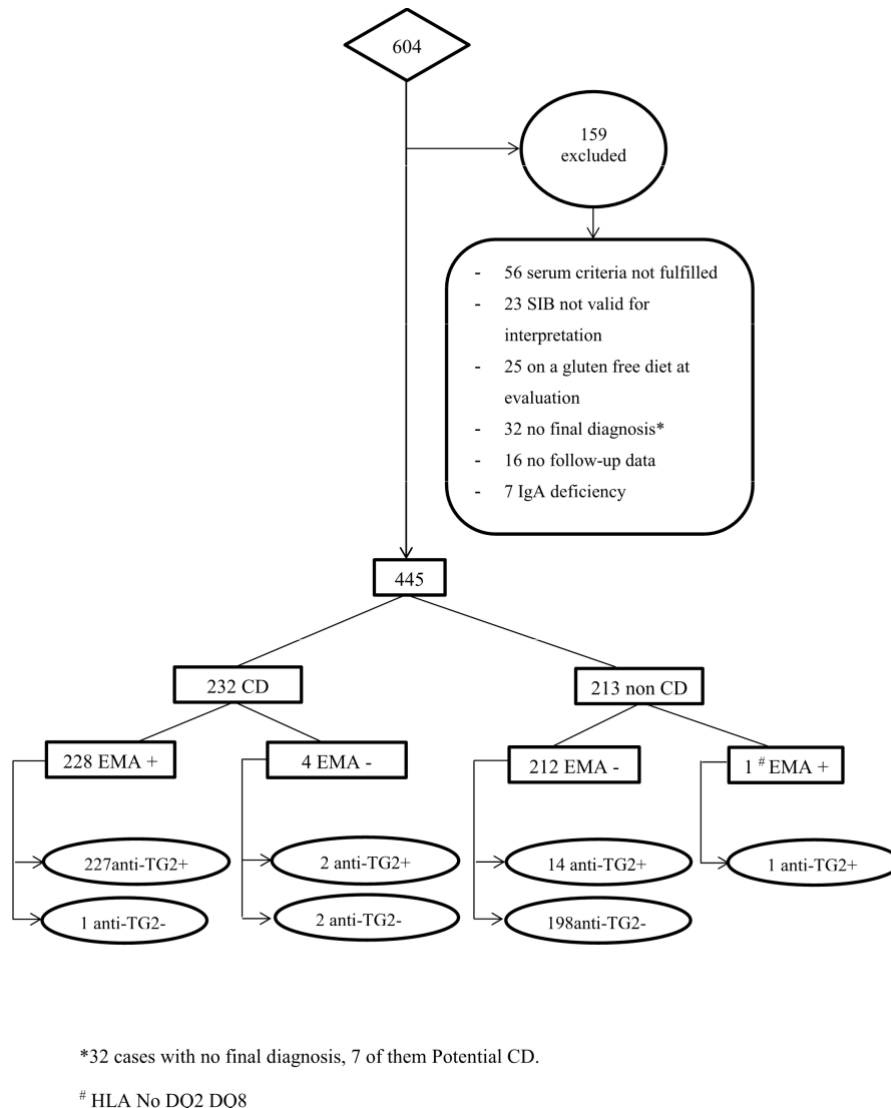 604
159
excluded
- 56 serum criteria not fulfilled
- 23 SIB not valid for
interpretation
- 25 on a gluten free diet at
evaluation
- 32 no final diagnosis*
- 16 no follow-up data
- 7 IgA deficiency
445
232 CD
213 non CD
228 EMA +
4 EMA -
212 EMA -
1 # EMA +
227anti-TG2+
2 anti-TG2+
14 anti-TG2+
1 anti-TG2+
1 anti-TG2-
2 anti-TG2-
198anti-TG2-
*32 cases with no final diagnosis, 7 of them Potential CD.
# HLA No DQ2 DQ8